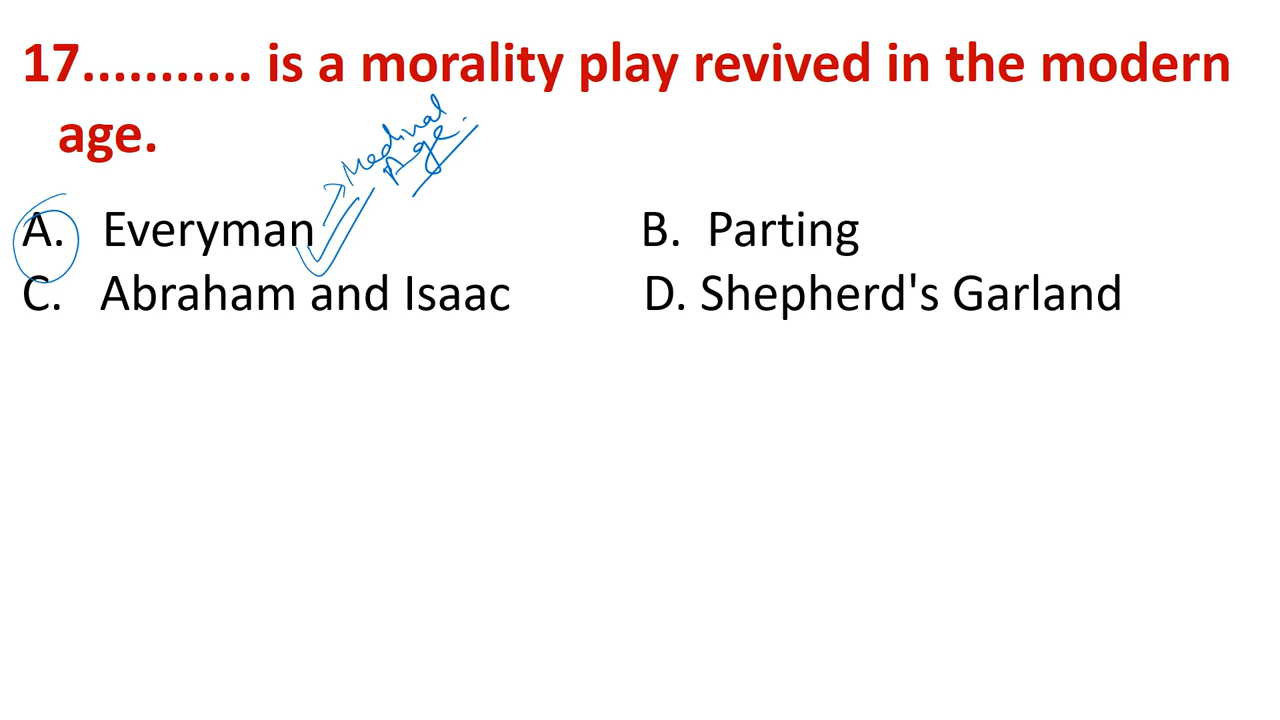 17........... is a morality play revived in the modern
age.
Medival
Age.
A. Everyman B. Parting
C. Abraham and Isaac D. Shepherd's Garland